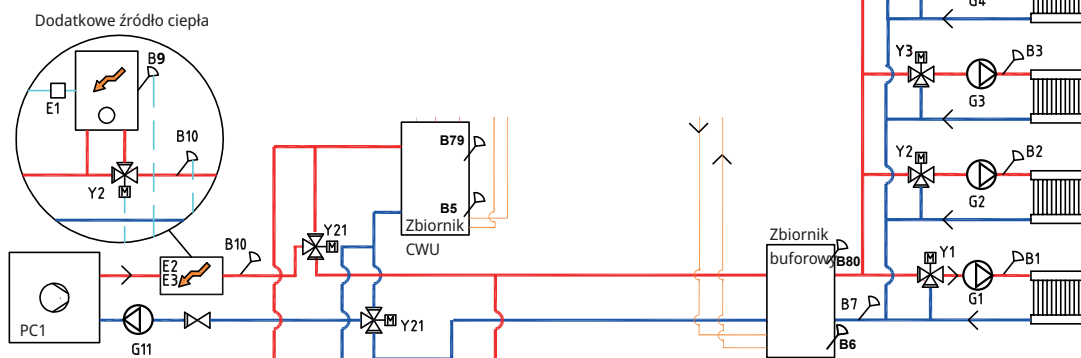 G4
Dodatkowe źródło ciepła
B9
E1
B10
Y2
M
Y3
M
G3
B3
B79
B5
Zbiornik
CWU
Y2
M
G2
B2
Y21
M
B10
E2
E3
PC1
G11
Y21
M
Zbiornik
buforowy
B80
B7
B6
Y1
M
G1
B1